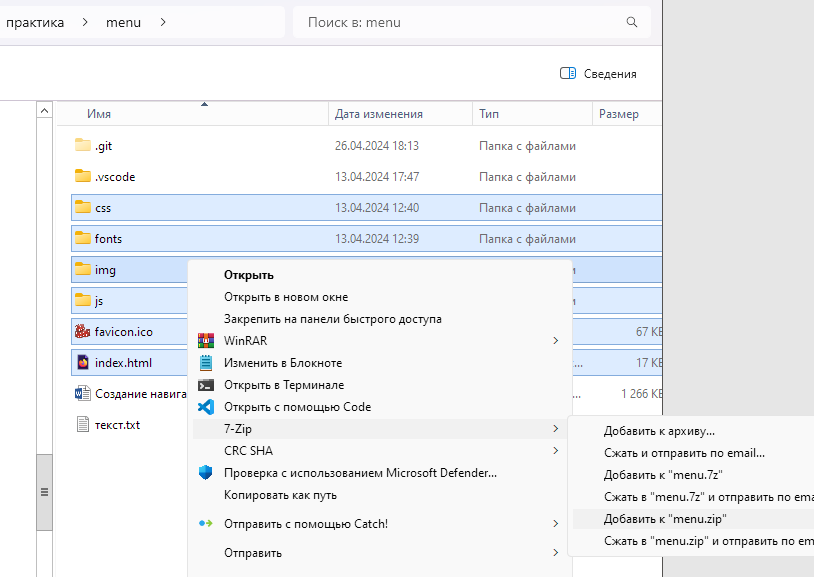 практика > menu >
Поиск в: menu
Сведения
Имя Дата изменения Тип Размер
.git 26.04.2024 18:13 Папка с файлами
.vscode 13.04.2024 17:47 Папка с файлами
css 13.04.2024 12:40 Папка с файлами
fonts 13.04.2024 12:39 Папка с файлами
img
js
favicon.ico 67 КБ
index.html ... 17 КБ
Создание навига ... 1 266 КБ
текст.txt
Открыть
Открыть в новом окне
Закрепить на панели быстрого доступа
WinRAR
Изменить в Блокноте
Открыть в Терминале
Открыть с помощью Code
7-Zip
CRC SHA
Проверка с использованием Microsoft Defender...
Копировать как путь
Отправить с помощью Catch!
Отправить
Добавить к архиву...
Сжать и отправить по email...
Добавить к "menu.7z"
Сжать в "menu.7z" и отправить по ema
Добавить к "menu.zip"
Сжать в "menu.zip" и отправить по em